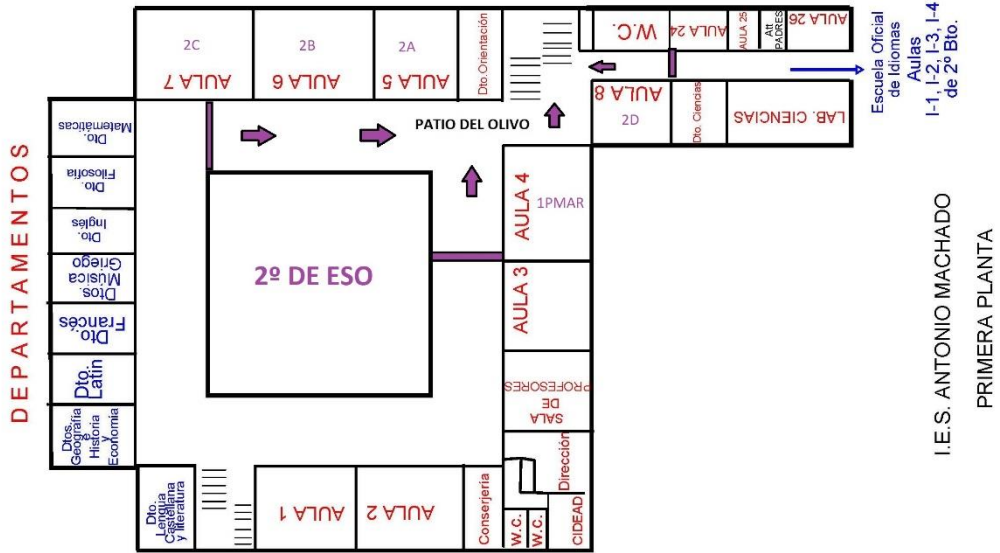 2C
AULA 7
2B
AULA 6
2A
AULA 5
Dto. Orientación
W.C.
AULA 24
AULA 25
Att.
PADRES
AULA 26
Escuela Oficial
de Idiomas
Aulas
I-1, I-2, I-3, I-4
de 2º Bto.
AULA 8
2D
Dto. Ciencias
LAB. CIENCIAS
PATIO DEL OLIVO
DEPARTAMENTOS
Dto.
Matemáticas
Dto.
Filosofía
Dto.
Inglés
Dtos.
Música
Griego
Dto.
Francés
Dto.
Latín
Dtos.
Geografía
e
Historia
y
Economía
2º DE ESO
AULA 4
1PMAR
AULA 3
SALA
DE
PROFESORES
Dirección
CIDEAD
W.C.
W.C.
Conserjería
AULA 2
AULA 1
Dto.
Lengua
Castellana
y literatura
I.E.S. ANTONIO MACHADO
PRIMERA PLANTA